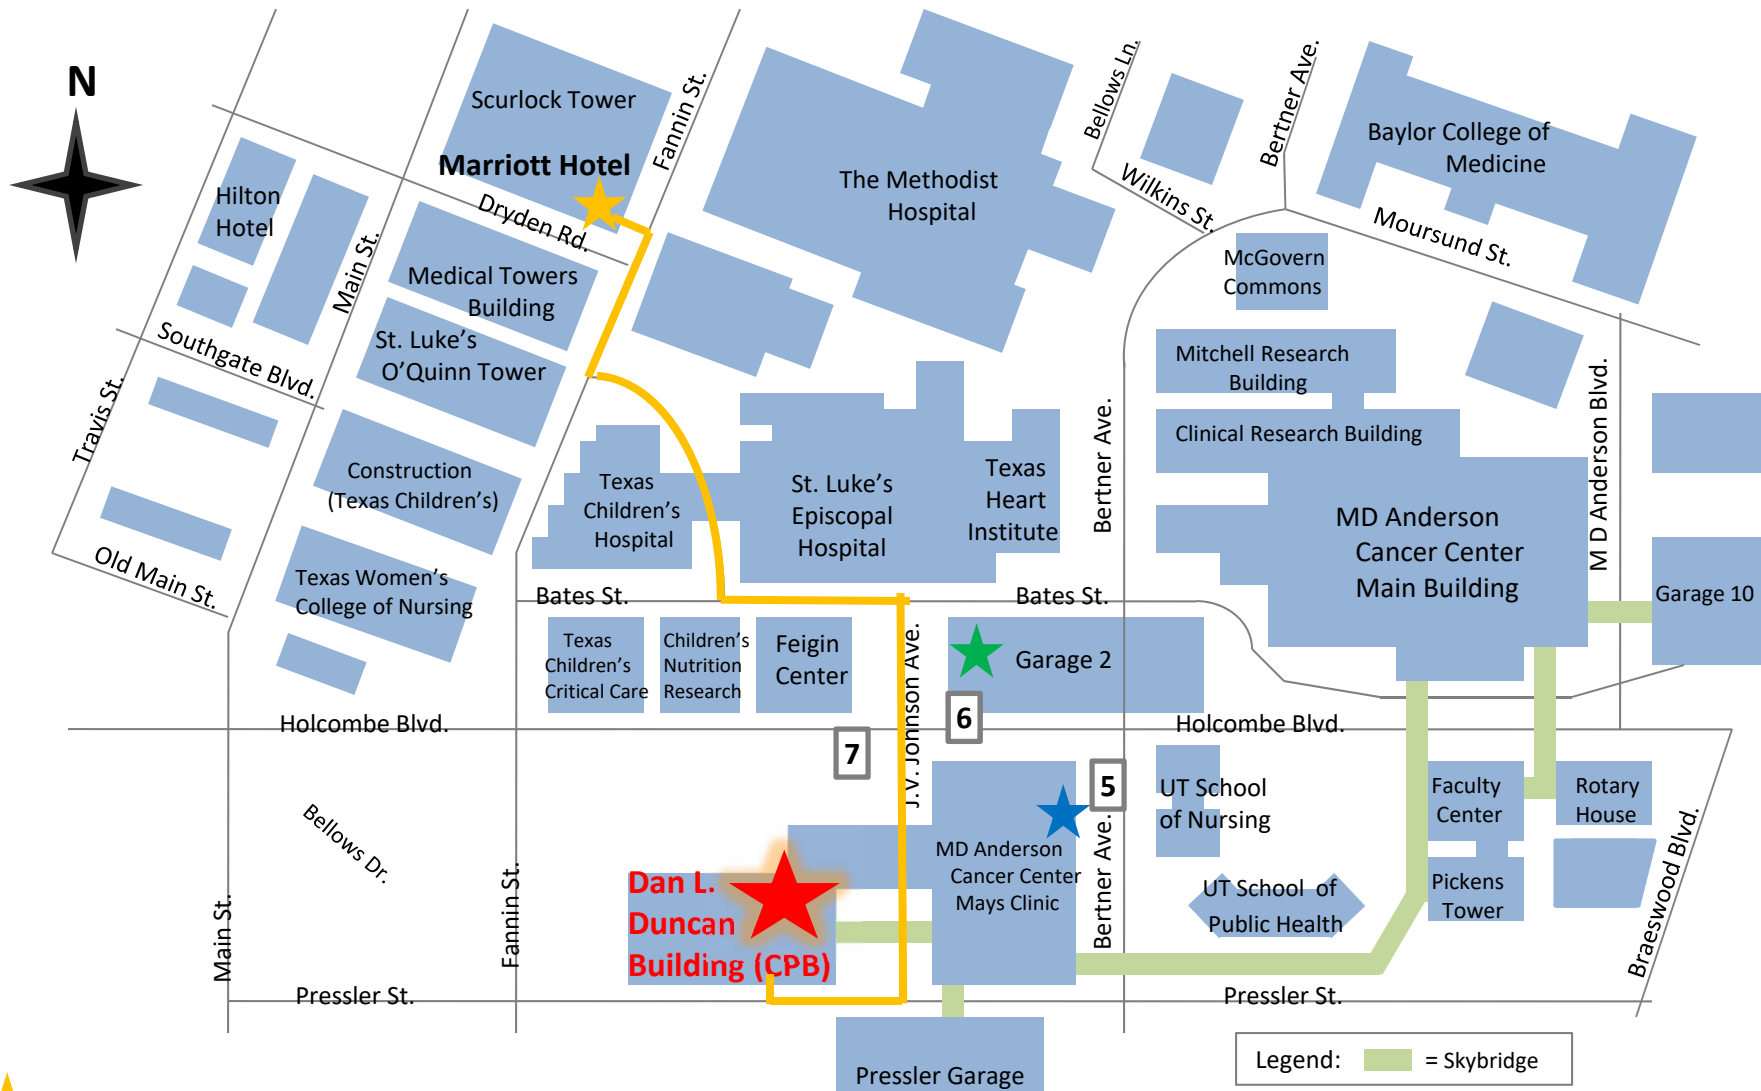 N
Scurlock Tower
Marriott Hotel
Fannin St.
Bellows Ln.
Bertner Ave.
Baylor College of
Medicine
The Methodist
Hospital
Wilkins St.
Moursund St.
Hilton
Hotel
Dryden Rd.
Main St.
Medical Towers
Building
McGovern
Commons
St. Luke’s
O’Quinn Tower
Southgate Blvd.
Travis St.
Mitchell Research
Building
Clinical Research Building
M D Anderson Blvd.
Construction
(Texas Children’s)
Texas
Children’s
Hospital
St. Luke’s
Episcopal
Hospital
Texas
Heart
Institute
Bertner Ave.
MD Anderson
Cancer Center
Main Building
Old Main St.
Texas Women’s
College of Nursing
Bates St.
Bates St.
Garage 10
Texas
Children’s
Critical Care
Children’s
Nutrition
Research
Feigin
Center
J.V. Johnson Ave.
Garage 2
6
Holcombe Blvd.
Holcombe Blvd.
7
5
UT School
of Nursing
Faculty
Center
Rotary
House
Bellows Dr.
MD Anderson
Cancer Center
Mays Clinic
Bertner Ave.
Dan L.
Duncan
Building (CPB)
UT School of
Public Health
Pickens
Tower
Braeswood Blvd.
Main St.
Fannin St.
Pressler St.
Pressler St.
Pressler Garage
Legend:
= Skybridge